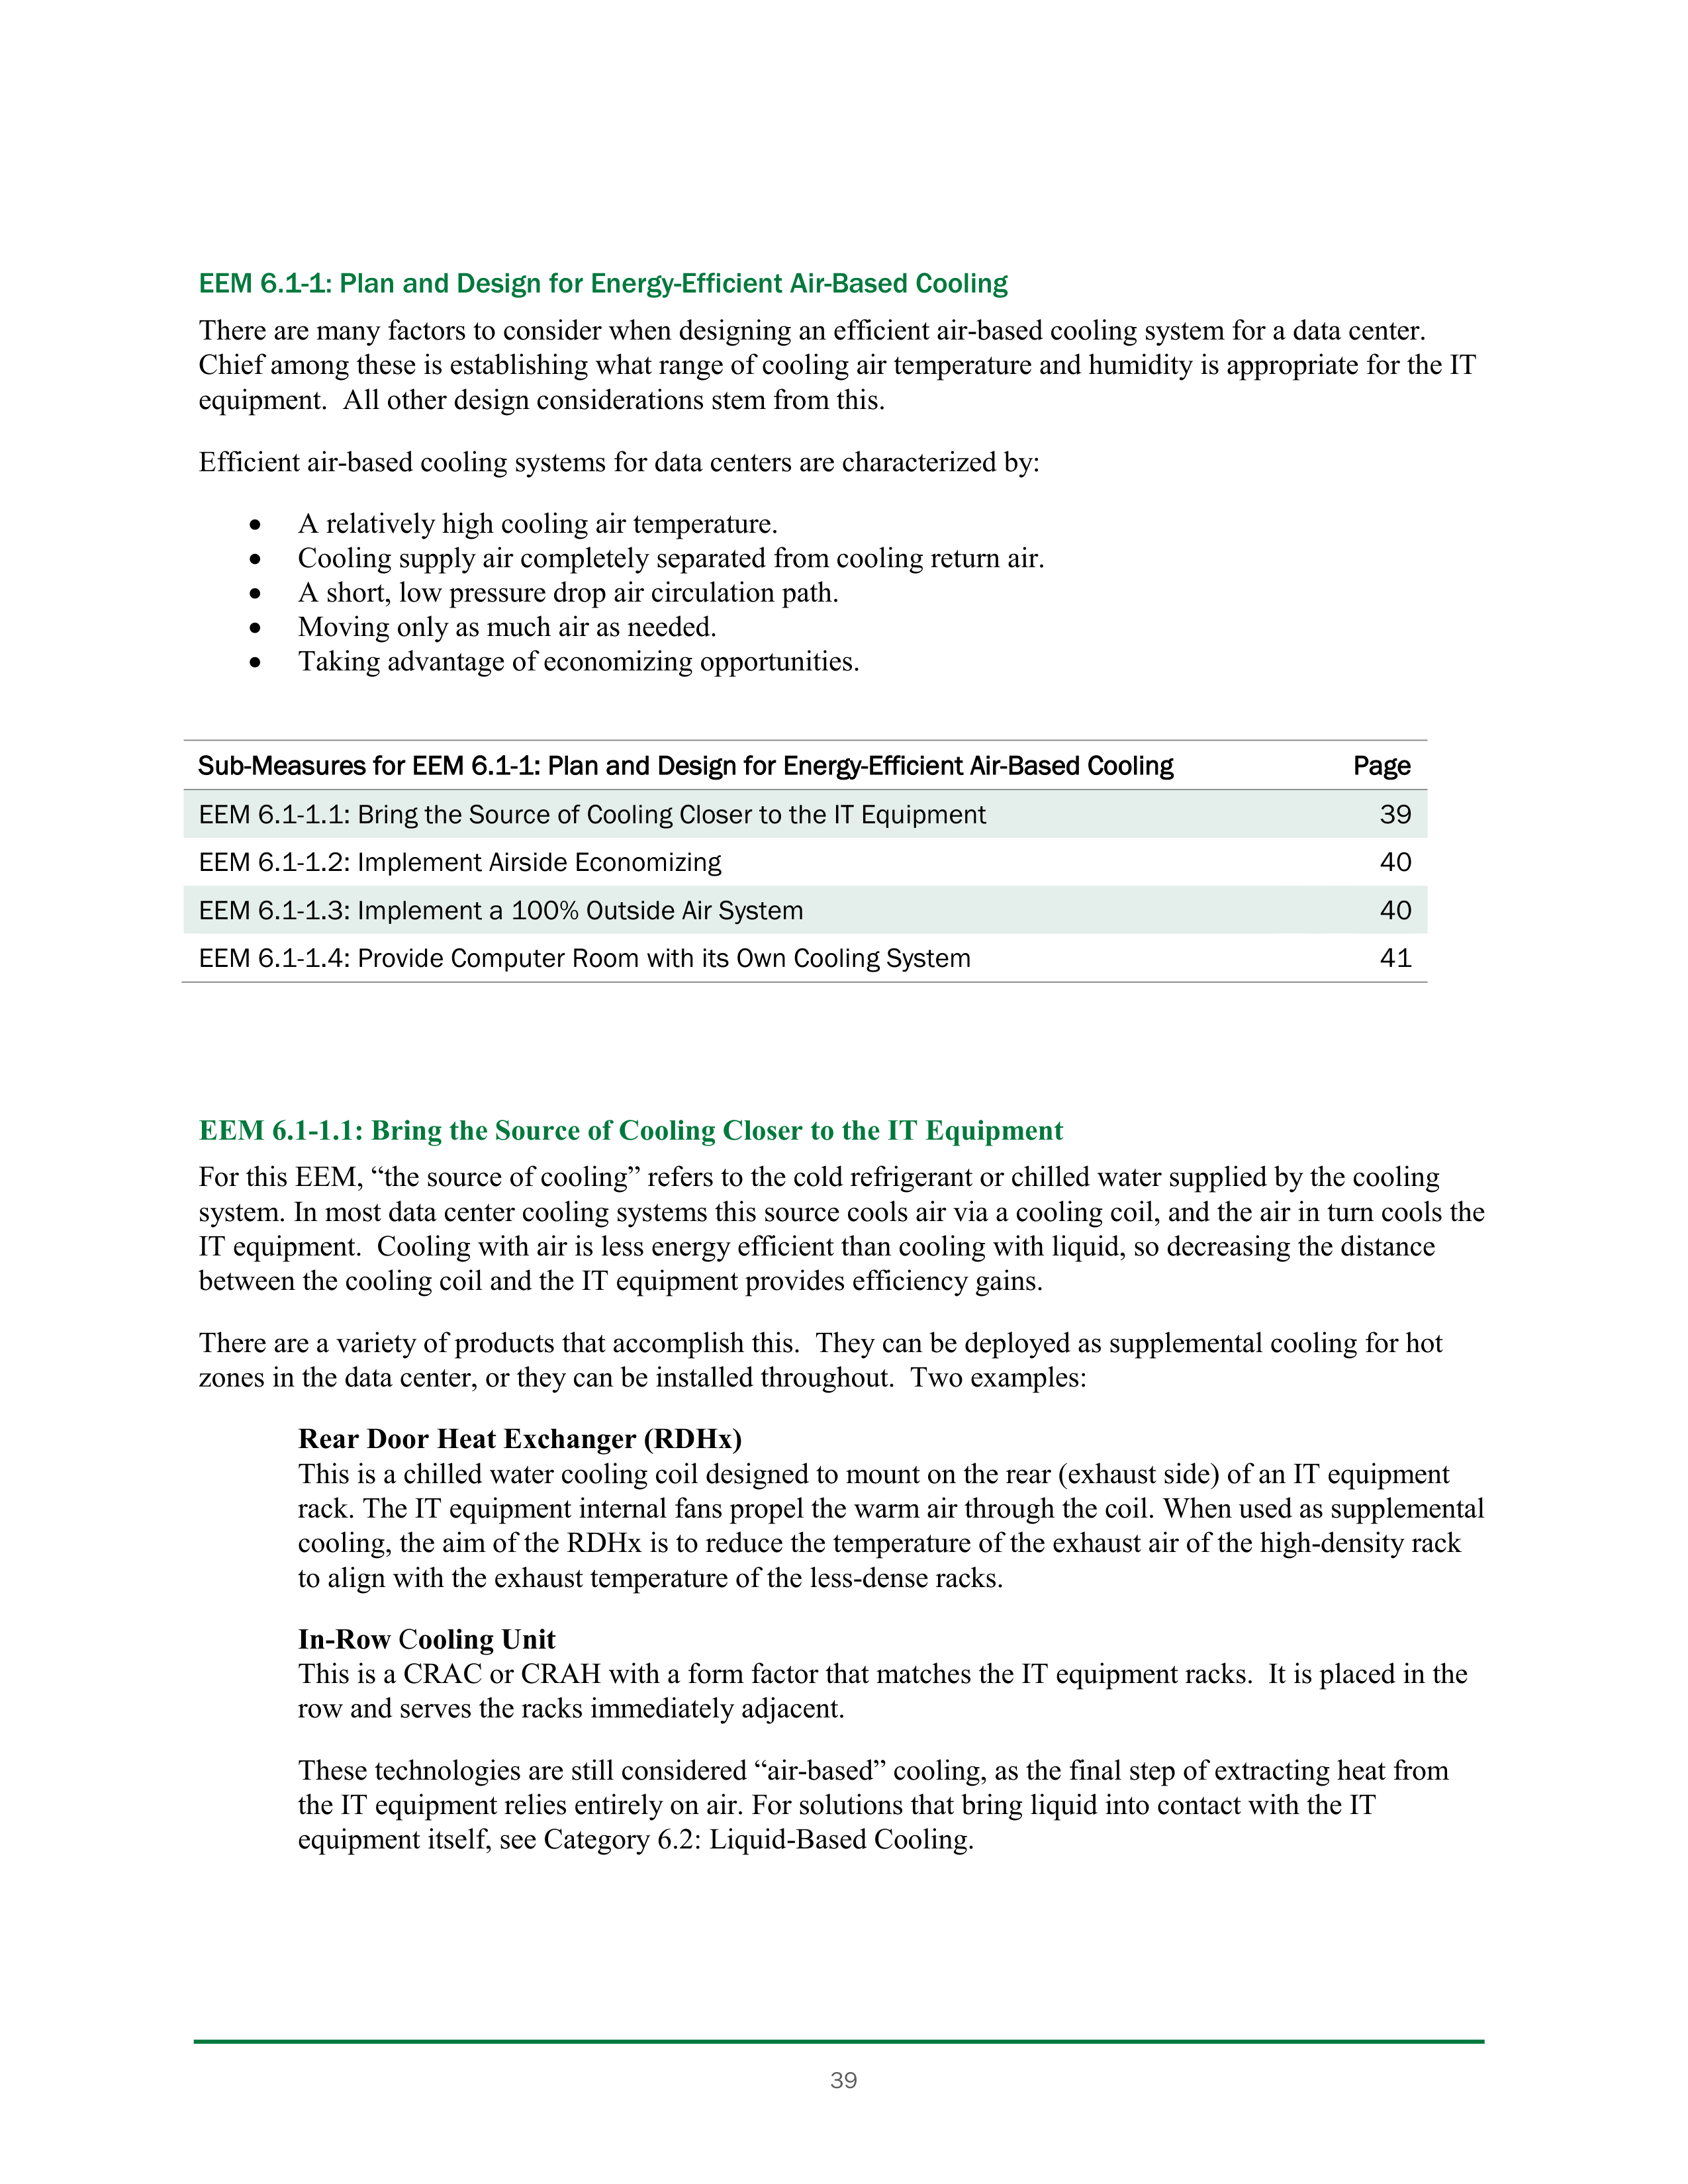 EEM 6.1-1: Plan and Design for Energy-Efficient Air-Based Cooling
There are many factors to consider when designing an efficient air-based cooling system for a data center.
Chief among these is establishing what range of cooling air temperature and humidity is appropriate for the IT
equipment.  All other design considerations stem from this.
Efficient air-based cooling systems for data centers are characterized by:
• A relatively high cooling air temperature.
• Cooling supply air completely separated from cooling return air.
• A short, low pressure drop air circulation path.
• Moving only as much air as needed.
• Taking advantage of economizing opportunities.
Sub-Measures for EEM 6.1-1: Plan and Design for Energy-Efficient Air-Based Cooling Page
EEM 6.1-1.1: Bring the Source of Cooling Closer to the IT Equipment 39
EEM 6.1-1.2: Implement Airside Economizing 40
EEM 6.1-1.3: Implement a 100% Outside Air System 40
EEM 6.1-1.4: Provide Computer Room with its Own Cooling System 41
EEM 6.1-1.1: Bring the Source of Cooling Closer to the IT Equipment
For this EEM, “the source of cooling” refers to the cold refrigerant or chilled water supplied by the cooling
system. In most data center cooling systems this source cools air via a cooling coil, and the air in turn cools the
IT equipment.  Cooling with air is less energy efficient than cooling with liquid, so decreasing the distance
between the cooling coil and the IT equipment provides efficiency gains.
There are a variety of products that accomplish this.  They can be deployed as supplemental cooling for hot
zones in the data center, or they can be installed throughout.  Two examples:
Rear Door Heat Exchanger (RDHx)
This is a chilled water cooling coil designed to mount on the rear (exhaust side) of an IT equipment
rack. The IT equipment internal fans propel the warm air through the coil. When used as supplemental
cooling, the aim of the RDHx is to reduce the temperature of the exhaust air of the high-density rack
to align with the exhaust temperature of the less-dense racks.
In-Row Cooling Unit
This is a CRAC or CRAH with a form factor that matches the IT equipment racks.  It is placed in the
row and serves the racks immediately adjacent.
These technologies are still considered “air-based” cooling, as the final step of extracting heat from
the IT equipment relies entirely on air. For solutions that bring liquid into contact with the IT
equipment itself, see Category 6.2: Liquid-Based Cooling.
39